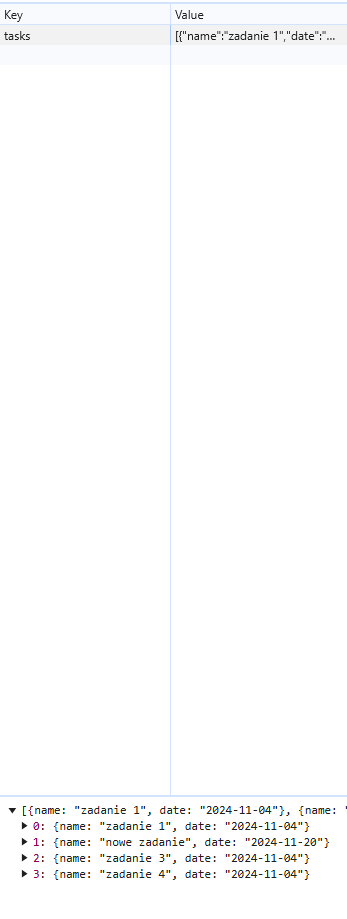 Key Value
tasks [{"name":"zadanie 1","date":"...
[{name: "zadanie 1", date: "2024-11-04"}, {name: "
0: {name: "zadanie 1", date: "2024-11-04"}
1: {name: "nowe zadanie", date: "2024-11-20"}
2: {name: "zadanie 3", date: "2024-11-04"}
3: {name: "zadanie 4", date: "2024-11-04"}